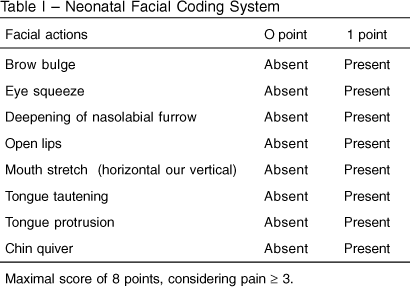 Table I – Neonatal Facial Coding System
Facial actions O point 1 point
Brow bulge Absent Present
Eye squeeze Absent Present
Deepening of nasolabial furrow Absent Present
Open lips Absent Present
Mouth stretch (horizontal our vertical) Absent Present
Tongue tautening Absent Present
Tongue protrusion Absent Present
Chin quiver Absent Present
Maximal score of 8 points, considering pain ≥ 3.